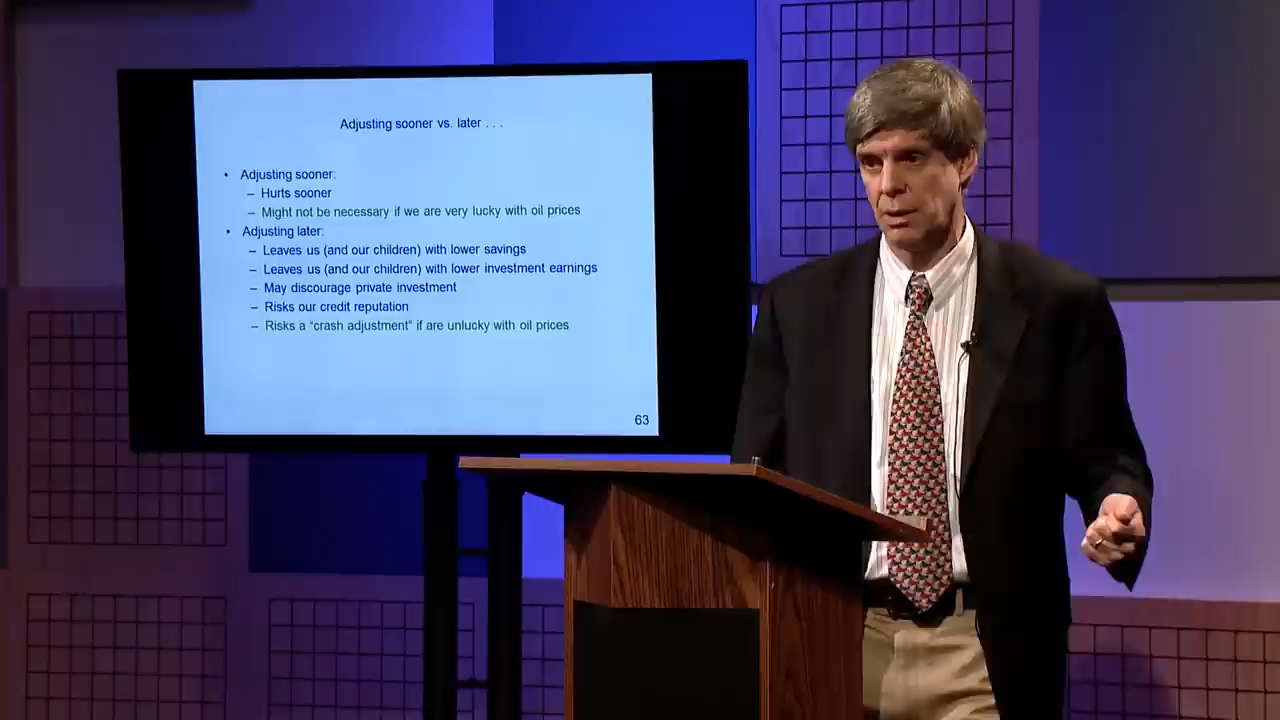 Adjusting sooner vs. later . . .
• Adjusting sooner:
– Hurts sooner
– Might not be necessary if we are very lucky with oil prices
• Adjusting later:
– Leaves us (and our children) with lower savings
– Leaves us (and our children) with lower investment earnings
– May discourage private investment
– Risks our credit reputation
– Risks a “crash adjustment” if are unlucky with oil prices
63